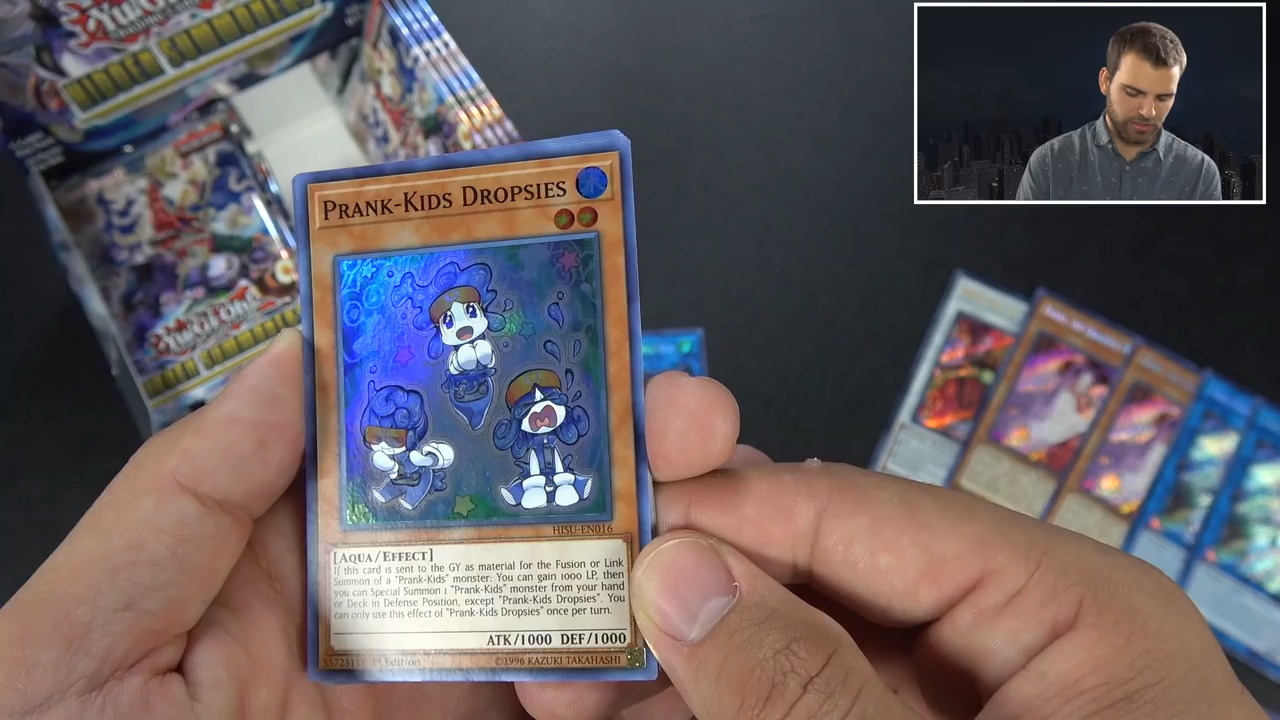 HIDDEN SUMMONERS
PRANK-KIDS DROPSIES
HISU-EN016
[AQUA/EFFECT]
If this card is sent to the GY as material for the Fusion or Link
Summon of a "Prank-Kids" monster: You can gain 1000 LP, then
you can Special Summon 1 "Prank-Kids" monster from your hand
or Deck in Defense Position, except "Prank-Kids Dropsies". You
can only use this effect of "Prank-Kids Dropsies" once per turn.
ATK/1000 DEF/1000
Edition
©1996 KAZUKI TAKAHASHI